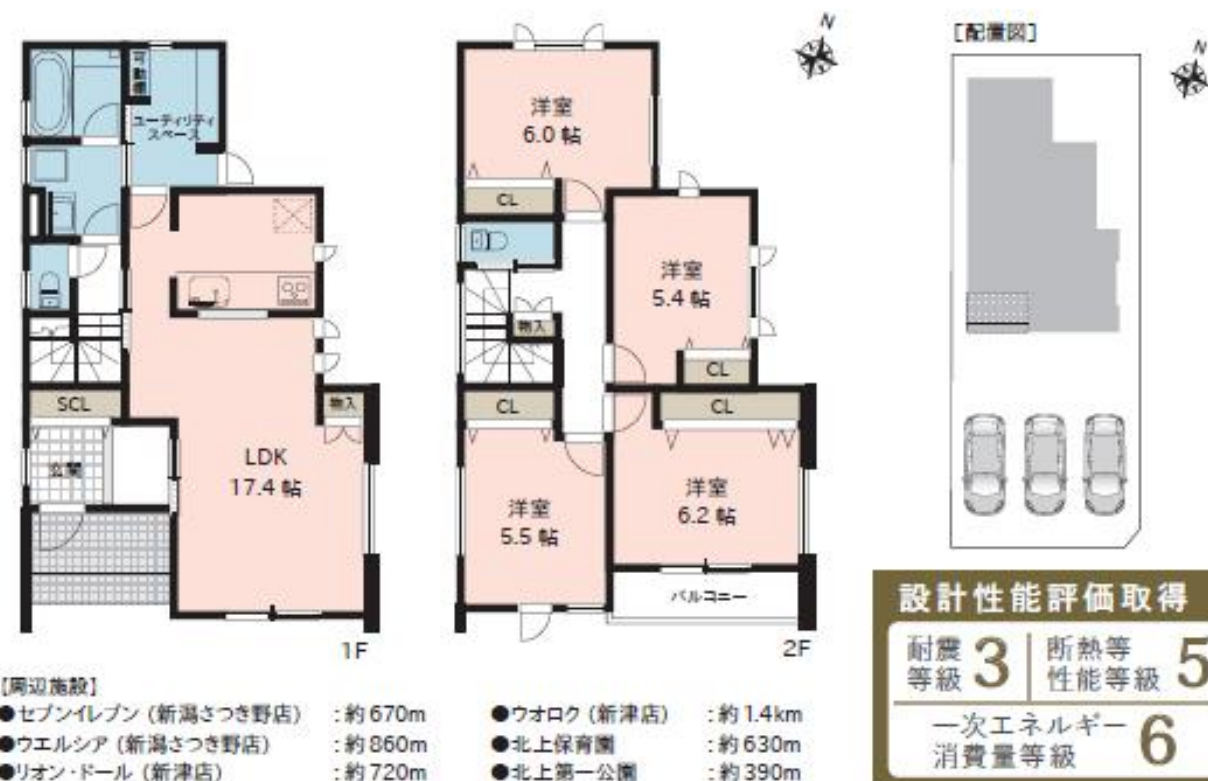 可動棚
ユーティリティ
スペース
SCL
玄関
物入
LDK
17.4 帖
1F
N
洋室
6.0 帖
CL
洋室
5.4 帖
CL
物入
CL
CL
洋室
5.5 帖
洋室
6.2 帖
バルコニー
2F
[配置図]
N
設計性能評価取得
耐震等級 3
断熱等性能等級 5
一次エネルギー消費量等級 6
【周辺施設】
●セブンイレブン (新潟さつき野店) : 約 670m
●ウエルシア (新潟さつき野店) : 約 860m
●リオン・ドール (新津店) : 約 720m
●ウオロク (新津店) : 約 1.4km
●北上保育園 : 約 630m
●北上第一公園 : 約 390m